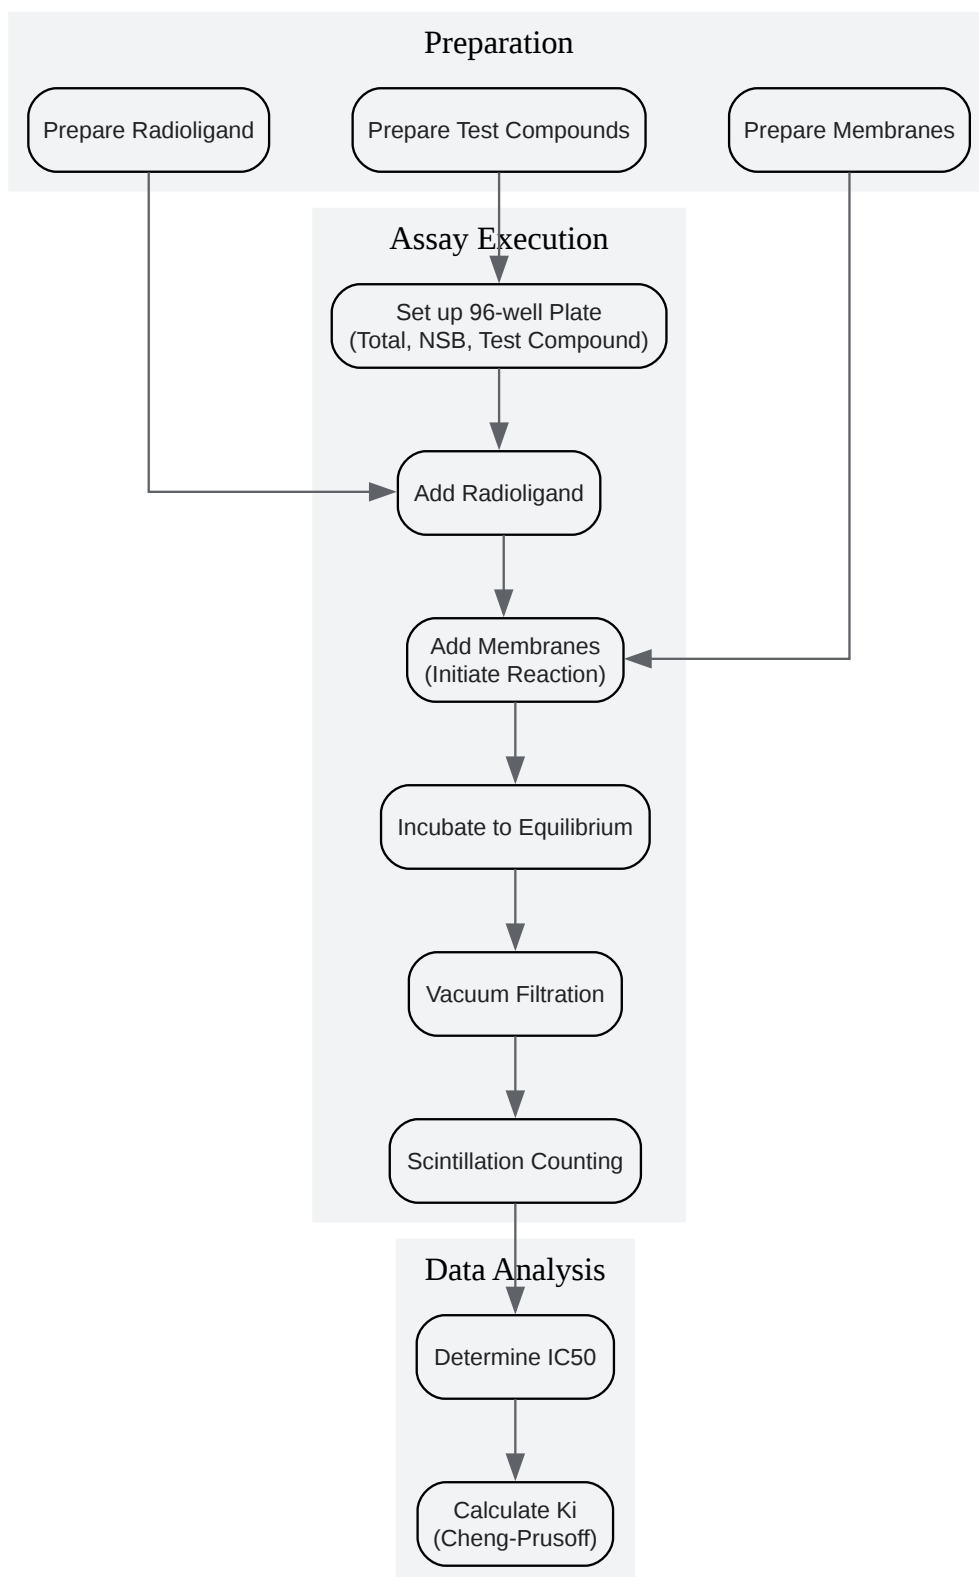 Preparation
Prepare Radioligand
Prepare Test Compounds
Prepare Membranes
Assay Execution
Set up 96-well Plate
(Total, NSB, Test Compound)
Add Radioligand
Add Membranes
(Initiate Reaction)
Incubate to Equilibrium
Vacuum Filtration
Scintillation Counting
Data Analysis
Determine IC50
Calculate Ki
(Cheng-Prusoff)